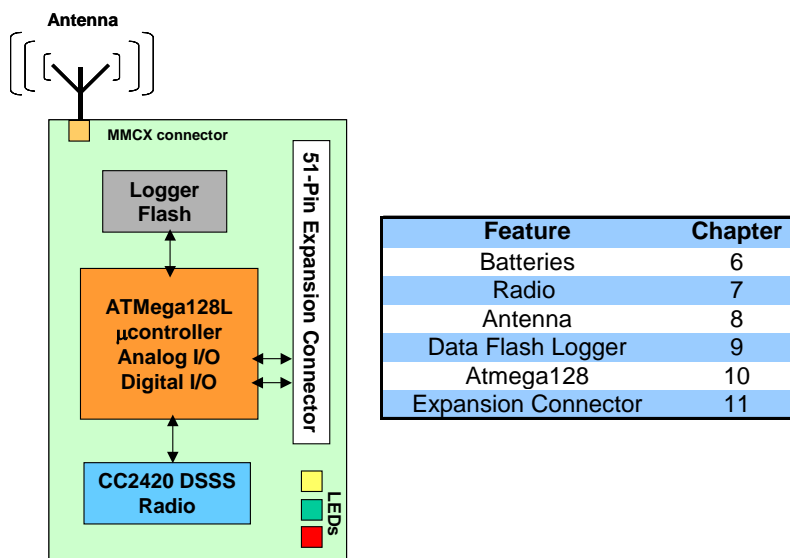 Antenna
MMCX connector
51-Pin Expansion Connector
Logger
Flash
ATMega128L
μcontroller
Analog I/O
Digital I/O
CC2420 DSSS
Radio
LEDs
Feature Chapter
Batteries 6
Radio 7
Antenna 8
Data Flash Logger 9
Atmega128 10
Expansion Connector 11